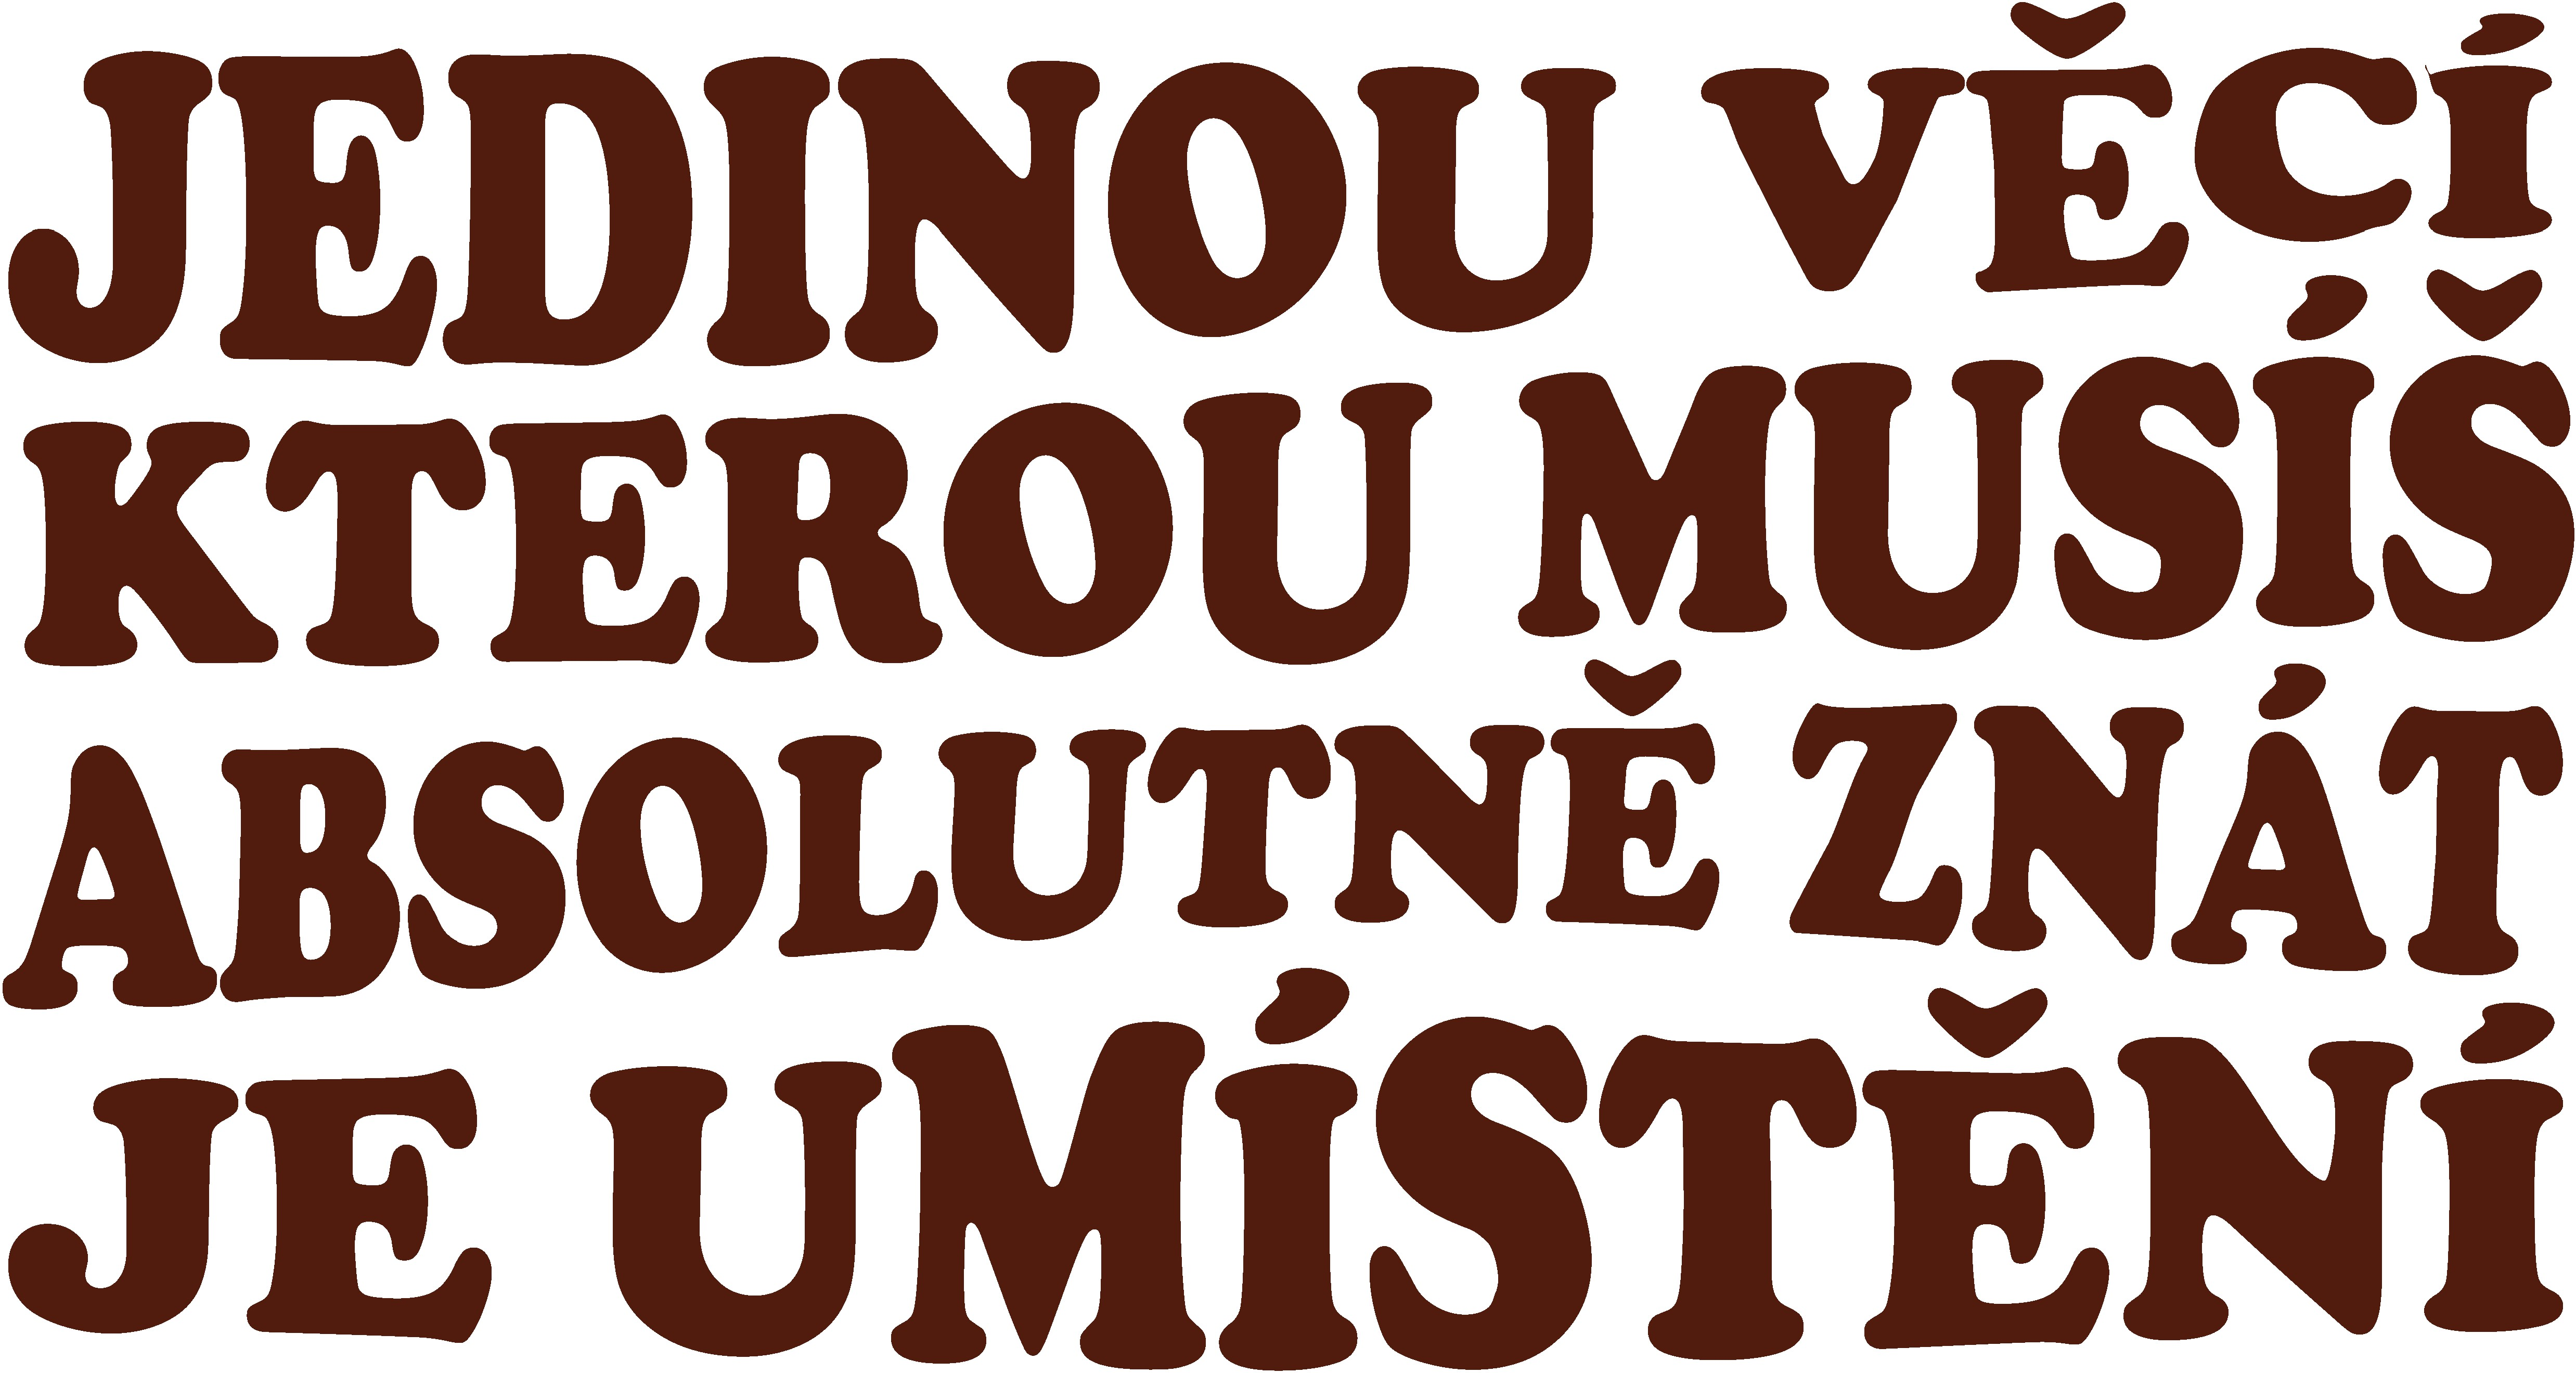 JEDINOU VĚCÍ
KTEROU MUSÍŠ
ABSOLUTNĚ ZNÁT
JE UMÍSTĚNÍ